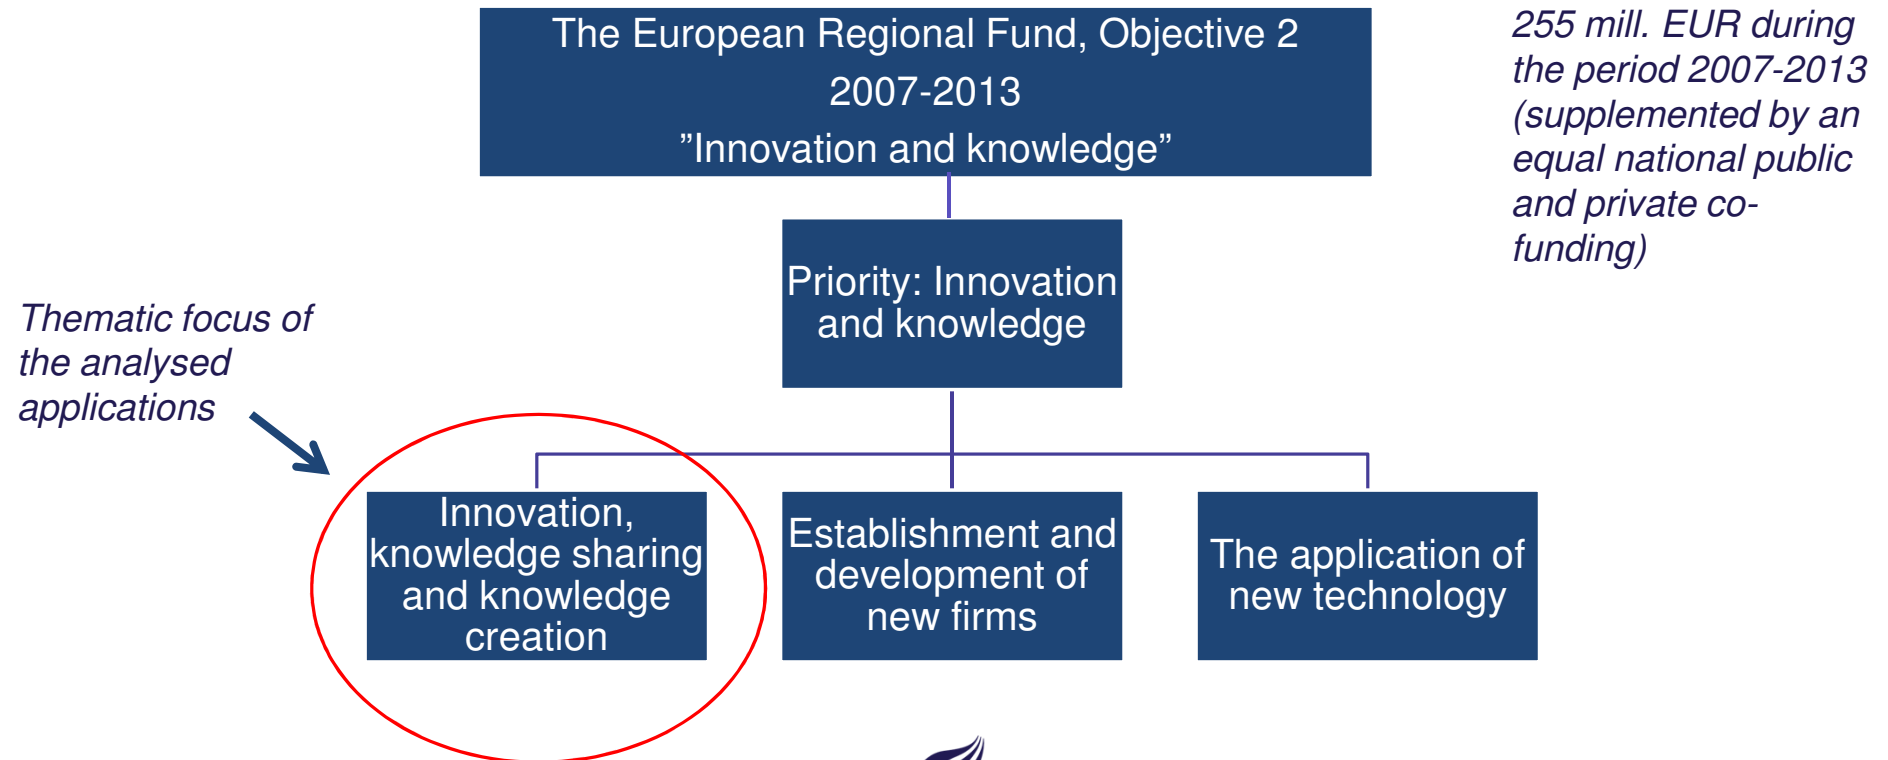 The European Regional Fund, Objective 2
2007-2013
”Innovation and knowledge”
255 mill. EUR during
the period 2007-2013
(supplemented by an
equal national public
and private co-
funding)
Priority: Innovation
and knowledge
Thematic focus of
the analysed
applications
Innovation,
knowledge sharing
and knowledge
creation
Establishment and
development of
new firms
The application of
new technology